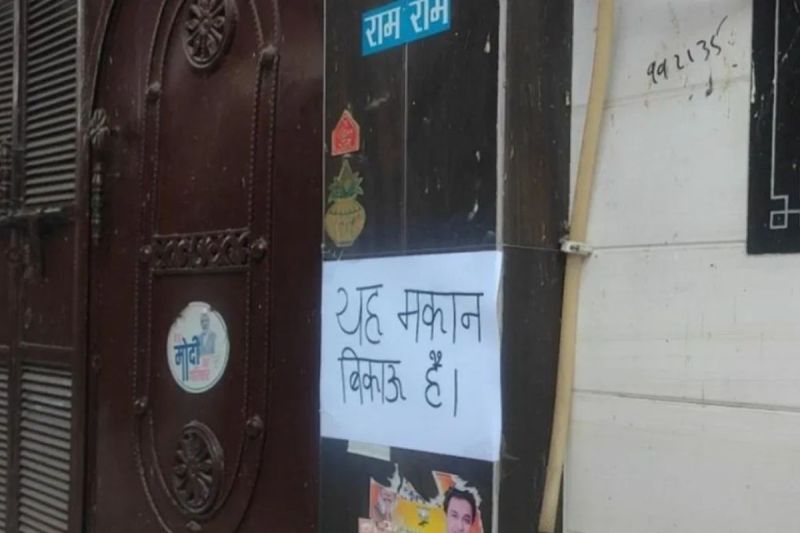 राम राम
यह मकान
बिकाऊ है।
मोदी